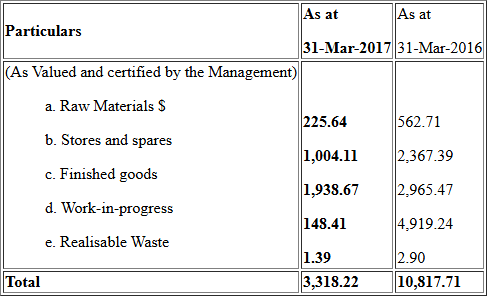 Particulars
As at
31-Mar-2017
As at
31-Mar-2016
(As Valued and certified by the Management)
a. Raw Materials $
225.64
562.71
b. Stores and spares
1,004.11
2,367.39
c. Finished goods
1,938.67
2,965.47
d. Work-in-progress
148.41
4,919.24
e. Realisable Waste
1.39
2.90
Total
3,318.22
10,817.71